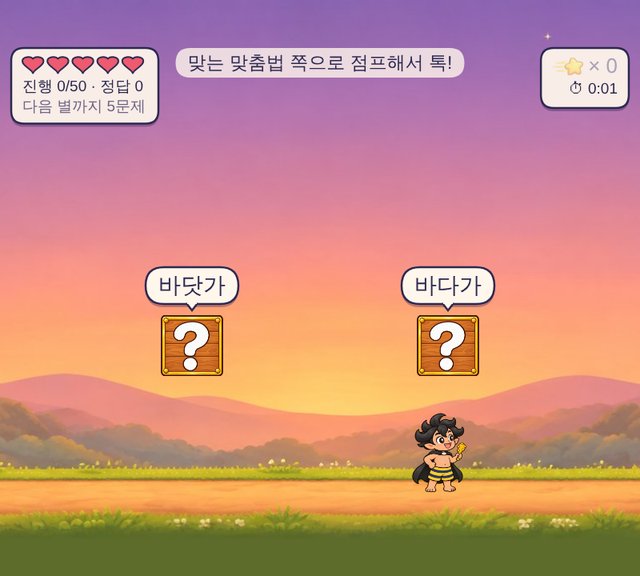 진행 0/50 · 정답 0
다음 별까지 5문제
맞는 맞춤법 쪽으로 점프해서 톡!
× 0
0:01
바닷가
바다가
?
?